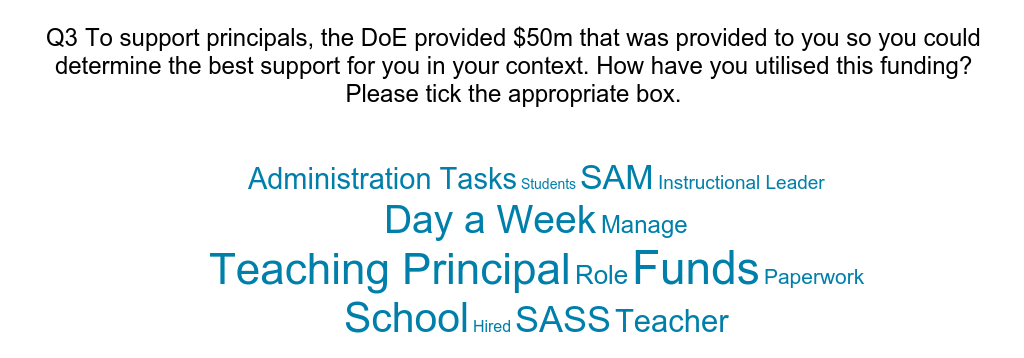 Q3 To support principals, the DoE provided $50m that was provided to you so you could
determine the best support for you in your context. How have you utilised this funding?
Please tick the appropriate box.
Administration Tasks Students SAM Instructional Leader
Day a Week Manage
Teaching Principal Role Funds Paperwork
School Hired SASS Teacher